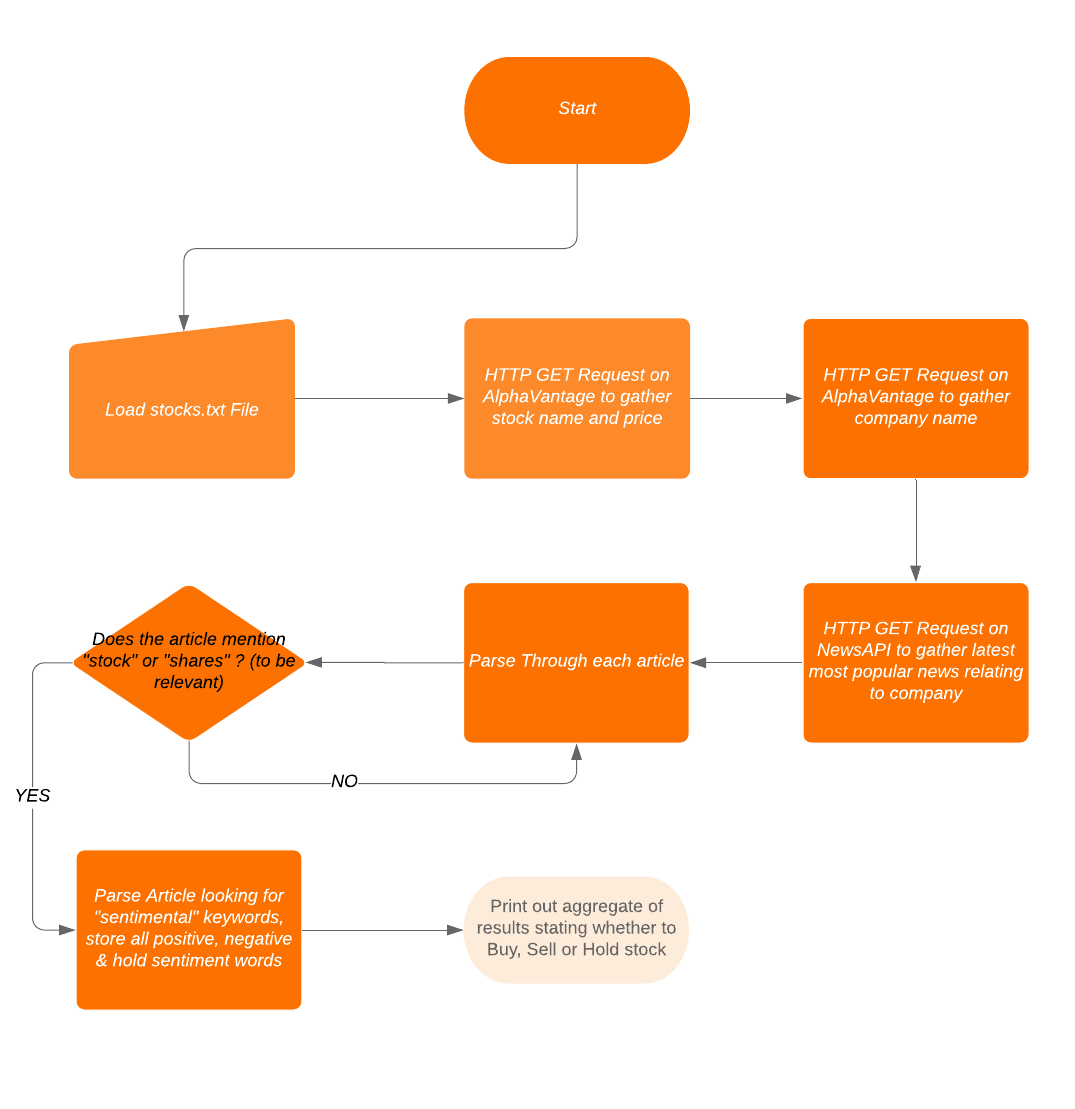 Start
Load stocks.txt File
HTTP GET Request on
AlphaVantage to gather
stock name and price
HTTP GET Request on
AlphaVantage to gather
company name
Does the article mention
"stock" or "shares" ? (to be
relevant)
Parse Through each article
HTTP GET Request on
NewsAPI to gather latest
most popular news relating
to company
NO
YES
Parse Article looking for
"sentimental" keywords,
store all positive, negative
& hold sentiment words
Print out aggregate of
results stating whether to
Buy, Sell or Hold stock